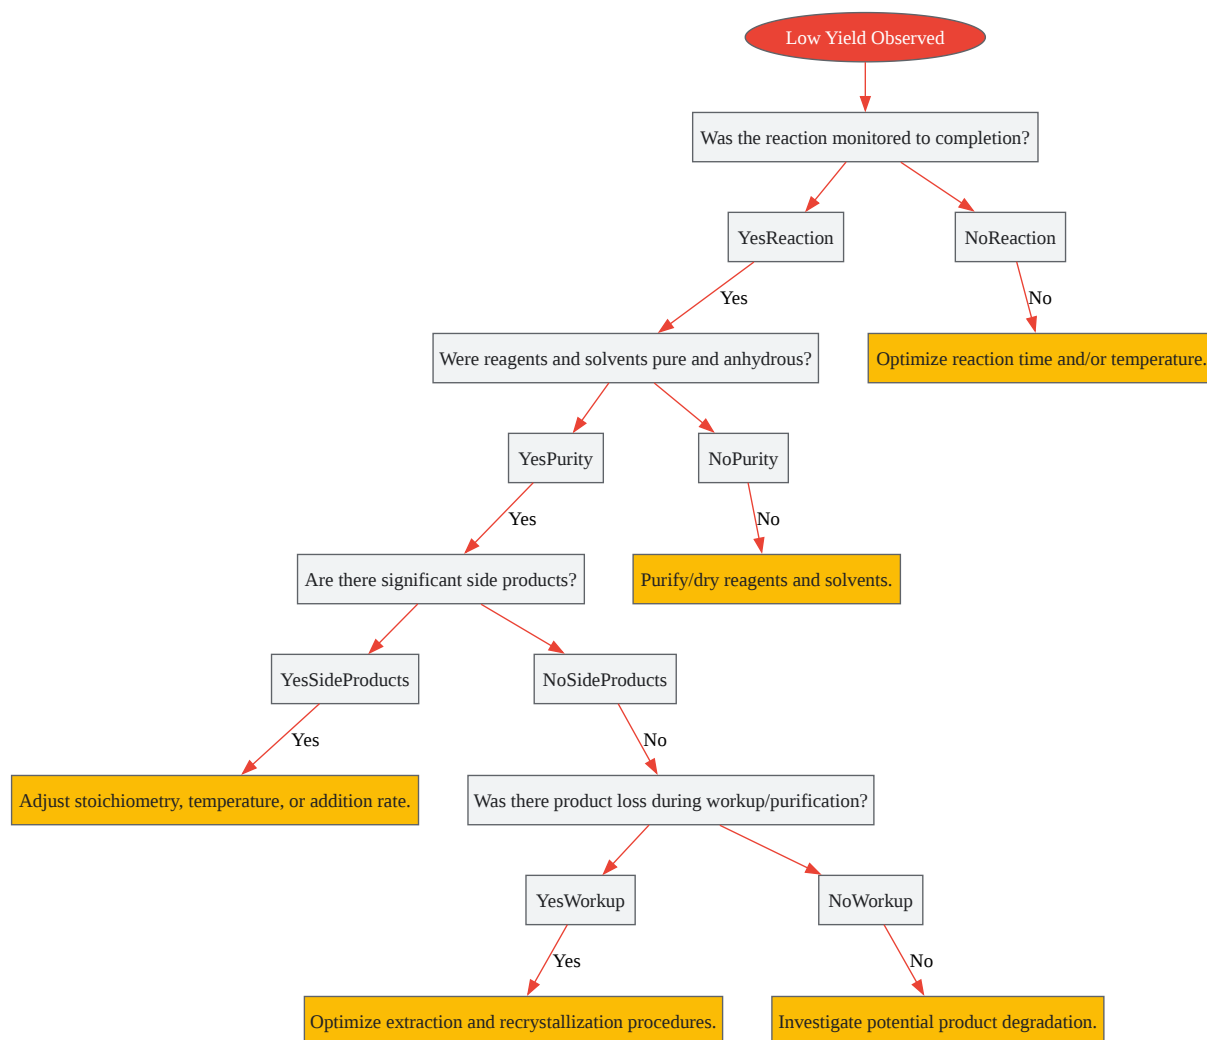 Low Yield Observed
Was the reaction monitored to completion?
YesReaction
NoReaction
Yes
No
Were reagents and solvents pure and anhydrous?
Optimize reaction time and/or temperature.
YesPurity
NoPurity
Yes
No
Are there significant side products?
Purify/dry reagents and solvents.
YesSideProducts
NoSideProducts
Yes
No
Adjust stoichiometry, temperature, or addition rate.
Was there product loss during workup/purification?
YesWorkup
NoWorkup
Yes
No
Optimize extraction and recrystallization procedures.
Investigate potential product degradation.